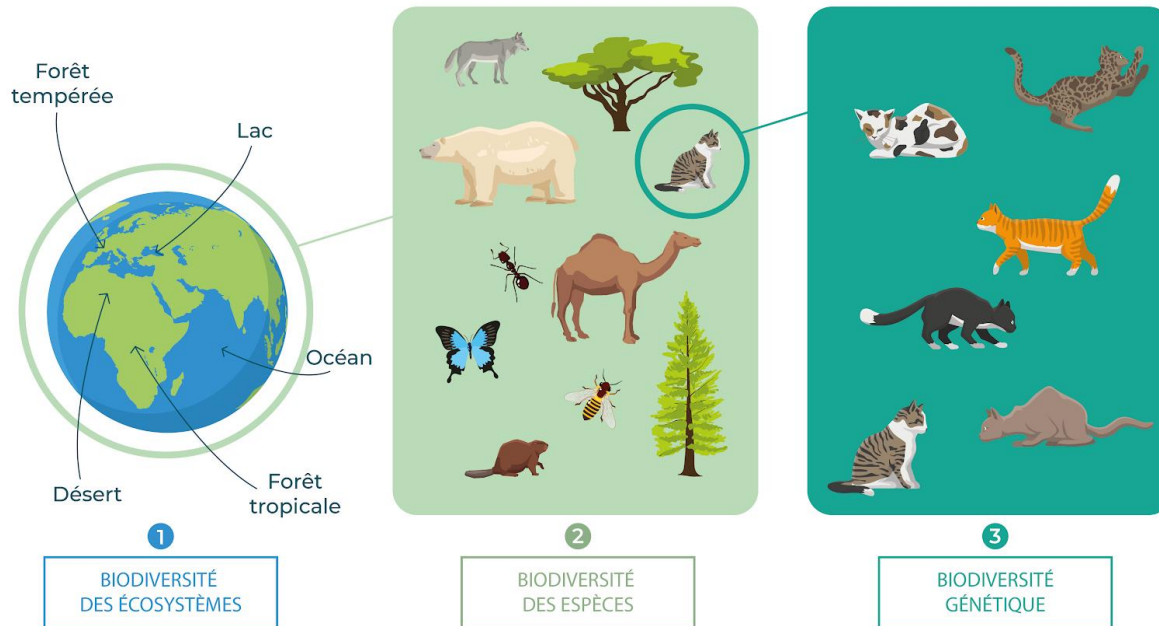 Forêt
tempérée
Lac
Océan
Désert
Forêt
tropicale
1
BIODIVERSITÉ
DES ÉCOSYSTÈMES
2
BIODIVERSITÉ
DES ESPÈCES
3
BIODIVERSITÉ
GÉNÉTIQUE